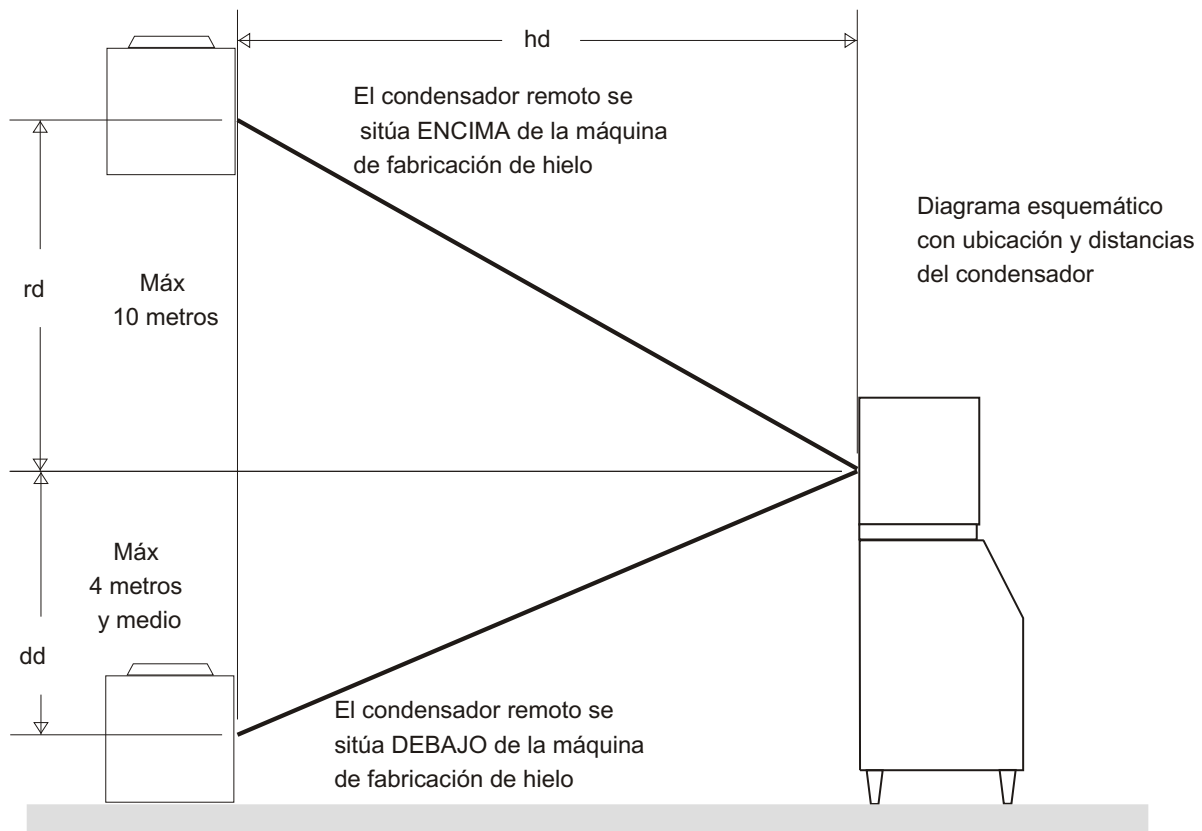 hd
El condensador remoto se
sitúa ENCIMA de la máquina
de fabricación de hielo
Diagrama esquemático
con ubicación y distancias
del condensador
rd
Máx
10 metros
Máx
4 metros
y medio
dd
El condensador remoto se
sitúa DEBAJO de la máquina
de fabricación de hielo